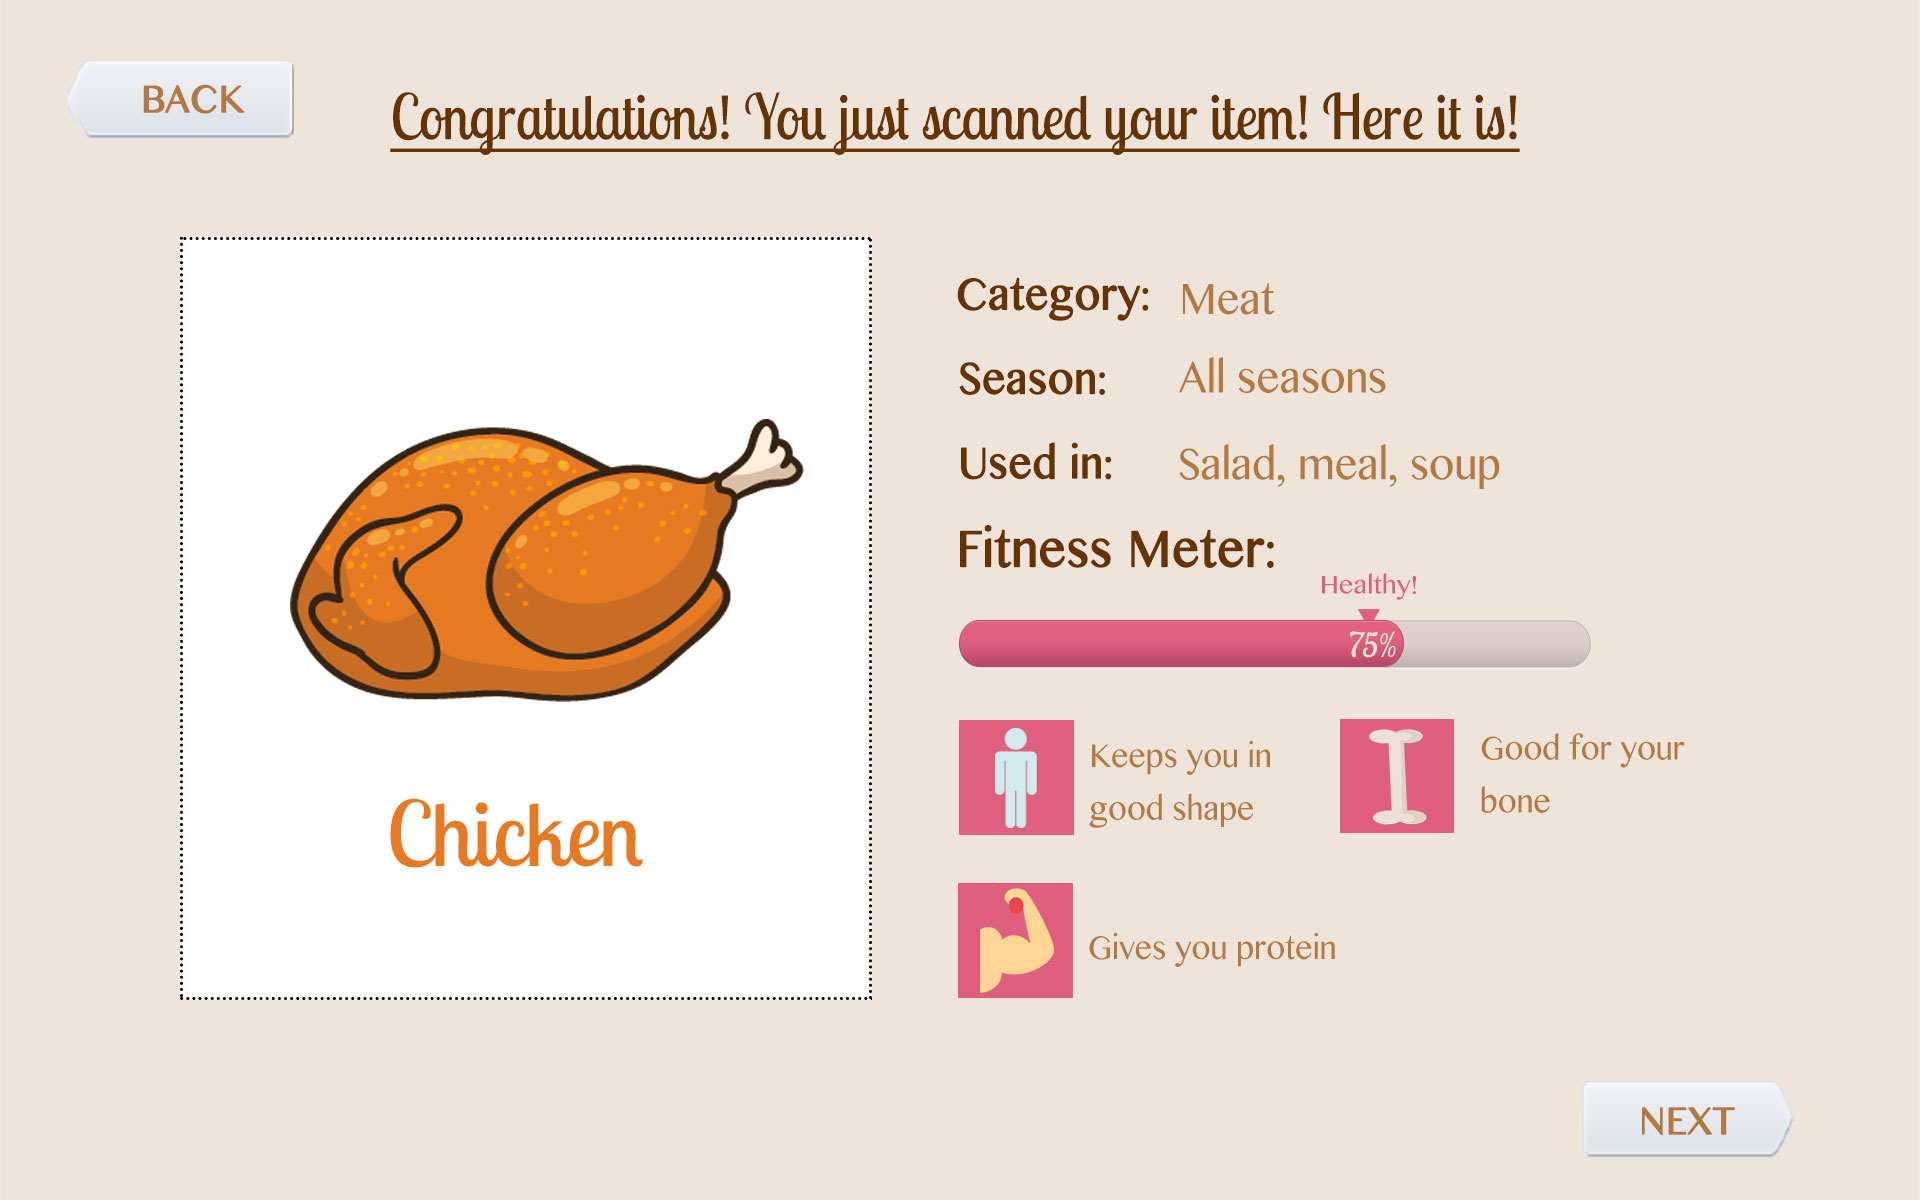 BACK
Congratulations! You just scanned your item! Here it is!
Category: Meat
Season: All seasons
Used in: Salad, meal, soup
Fitness Meter:
Healthy!
75%
Keeps you in
good shape
Good for your
bone
Gives you protein
Chicken
NEXT